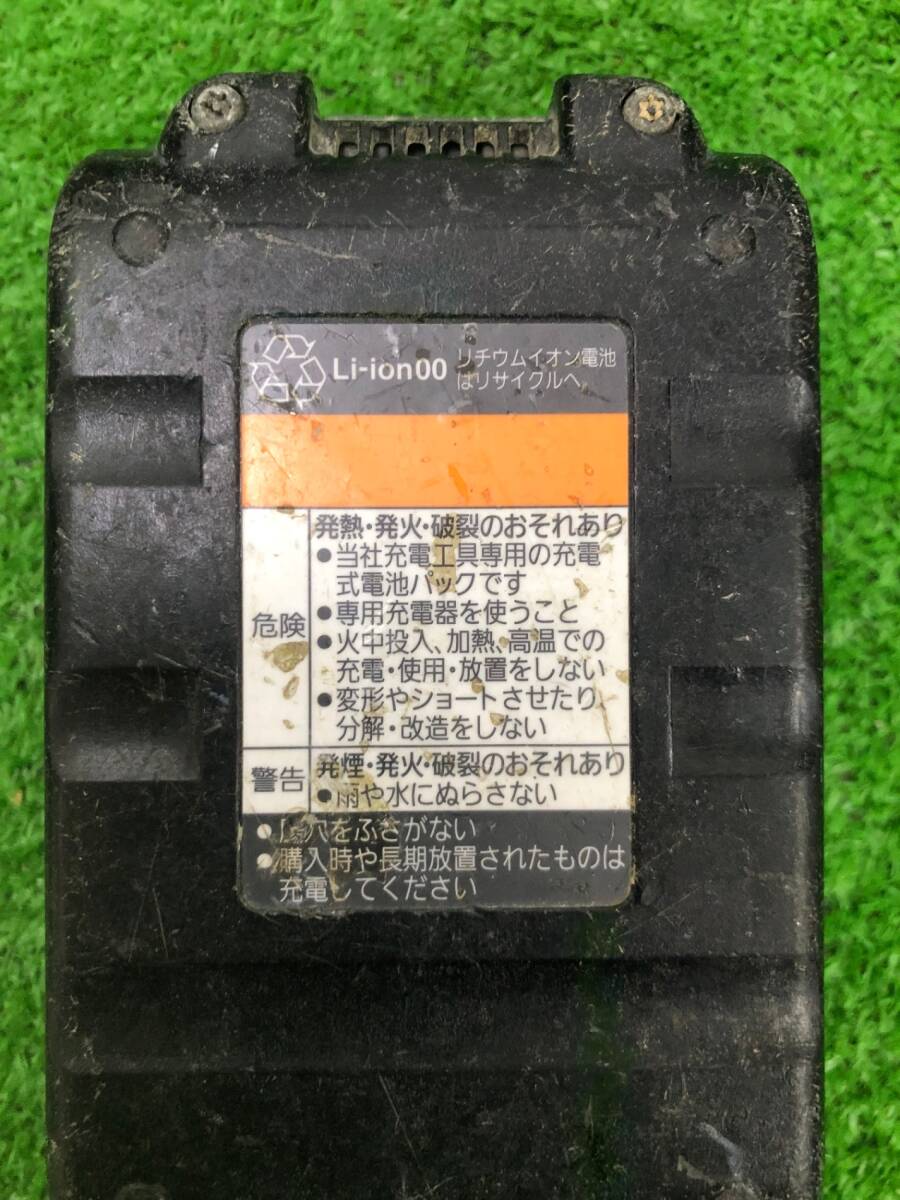 Li-ion00
リチウムイオン電池
はリサイクルへ
危険
発熱・発火・破裂のおそれあり
●当社充電工具専用の充電
式電池パックです
●専用充電器を使うこと
●火中投入、加熱、高温での
充電・使用・放置をしない
●変形やショートさせたり、
分解・改造をしない
警告
発煙・発火・破裂のおそれあり
●雨や水にぬらさない
●風穴をふさがない
●購入時や長期放置されたものは
充電してください